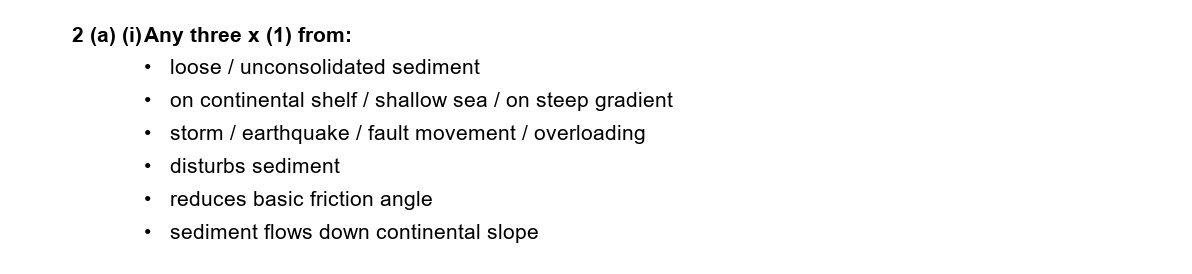 2 (a) (i) Any three x (1) from:
• loose / unconsolidated sediment
• on continental shelf / shallow sea / on steep gradient
• storm / earthquake / fault movement / overloading
• disturbs sediment
• reduces basic friction angle
• sediment flows down continental slope